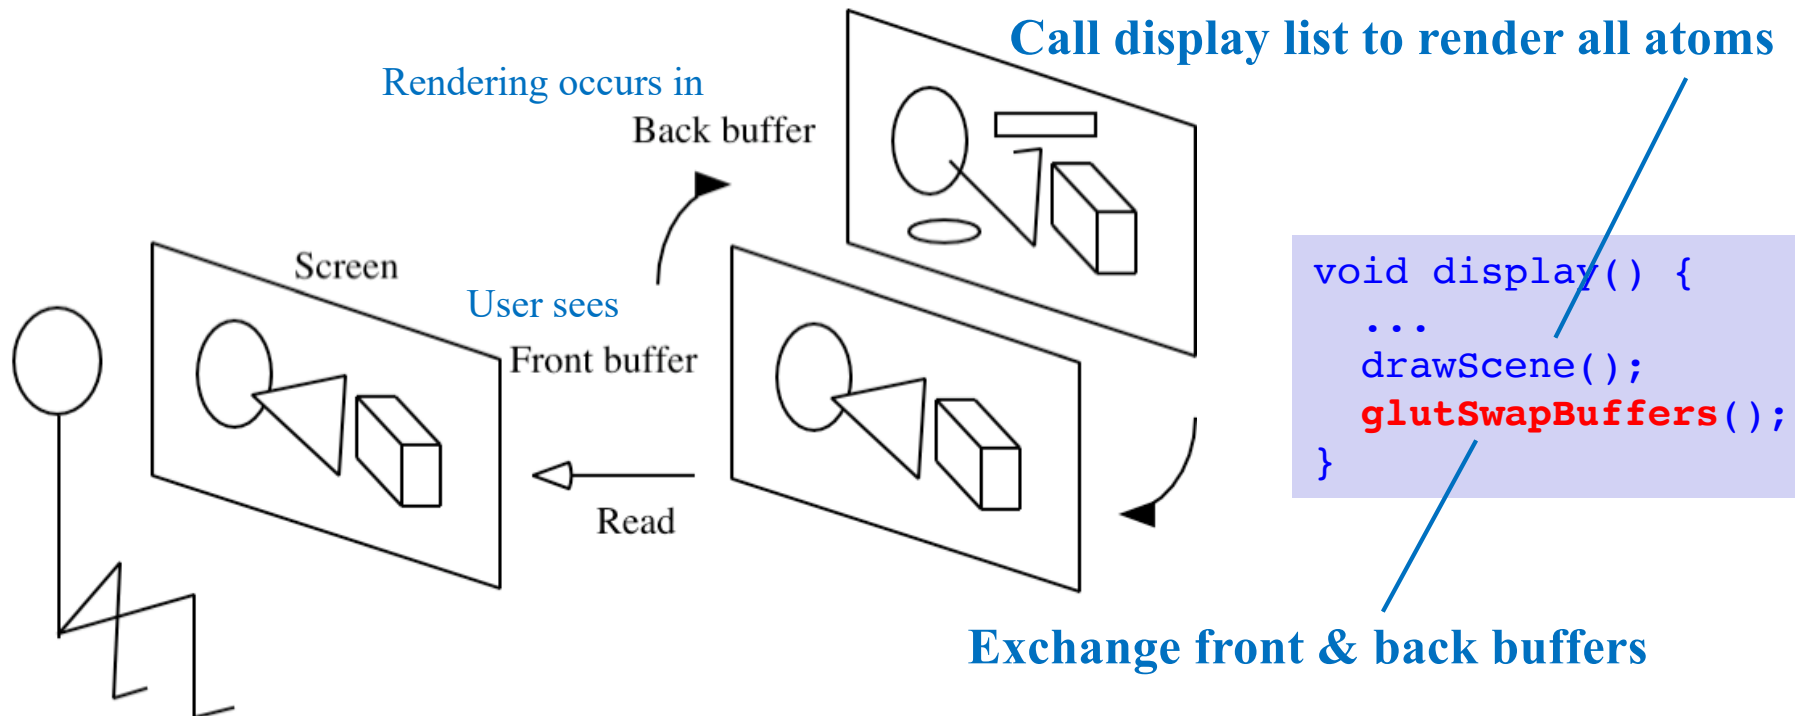 Call display list to render all atoms
Rendering occurs in
Back buffer
Screen
User sees
Front buffer
Read
void display() {
...
drawScene();
glutSwapBuffers();
}
Exchange front & back buffers